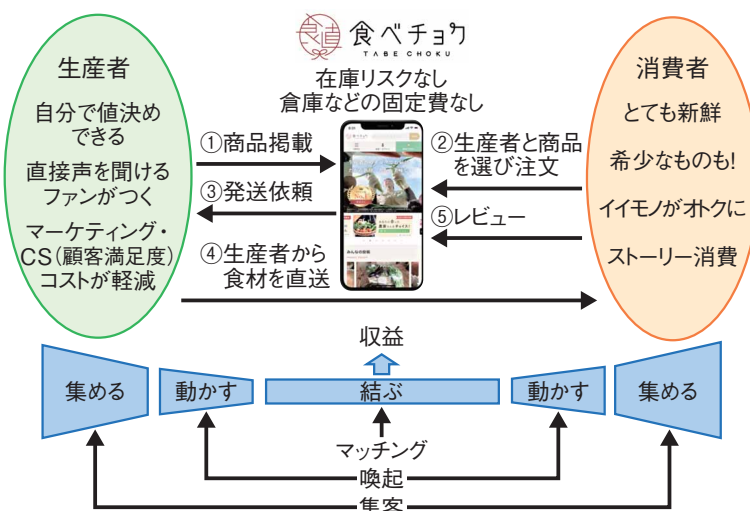 食べチョク
TABE CHOKU
在庫リスクなし
倉庫などの固定費なし
生産者
自分で値決め
できる
直接声を聞ける
ファンがつく
マーケティング・
CS(顧客満足度)
コストが軽減
①商品掲載
③発送依頼
④生産者から
食材を直送
②生産者と商品
を選び注文
⑤レビュー
消費者
とても新鮮
希少なものも!
イイモノがオトクに
ストーリー消費
収益
集める
動かす
結ぶ
動かす
集める
マッチング
喚起
集客